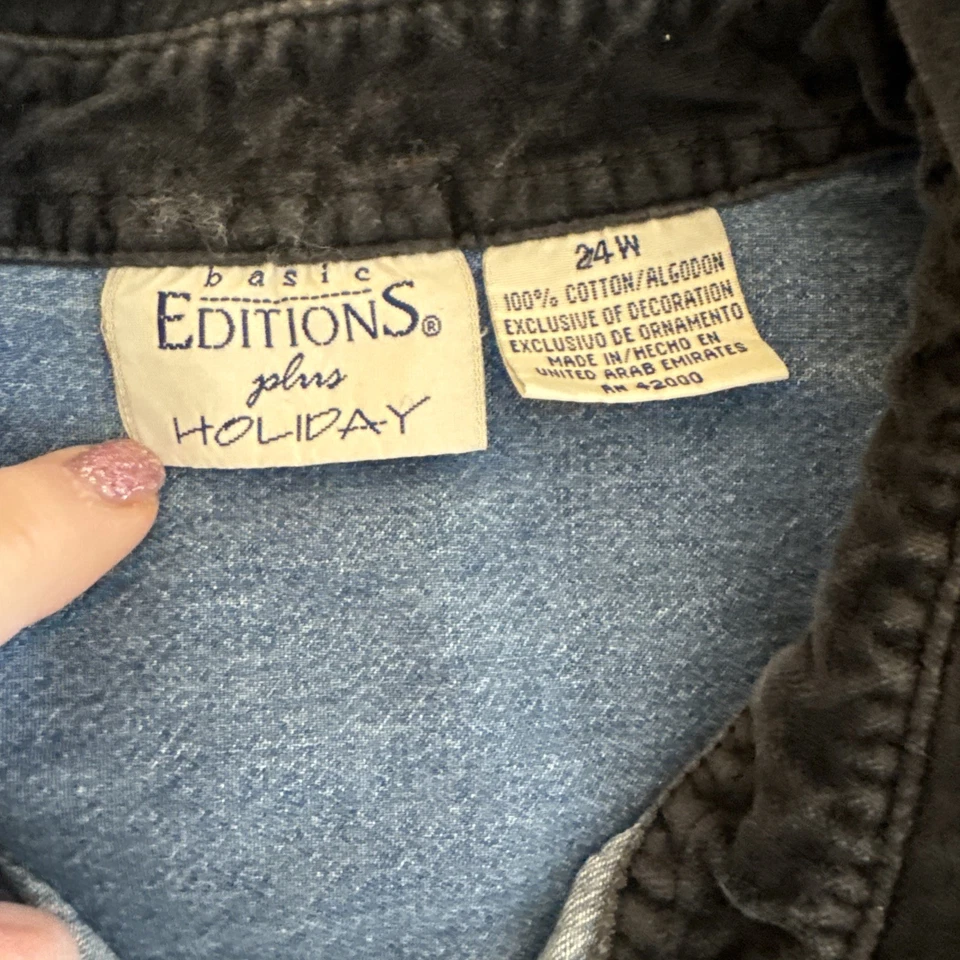 basic
EDITIONS®
plus
HOLIDAY
24W
100% COTTON/ALGODON
EXCLUSIVE OF DECORATION
EXCLUSIVO DE ORNAMENTO
MADE IN/HECHO EN
UNITED ARAB EMIRATES
RN 42000